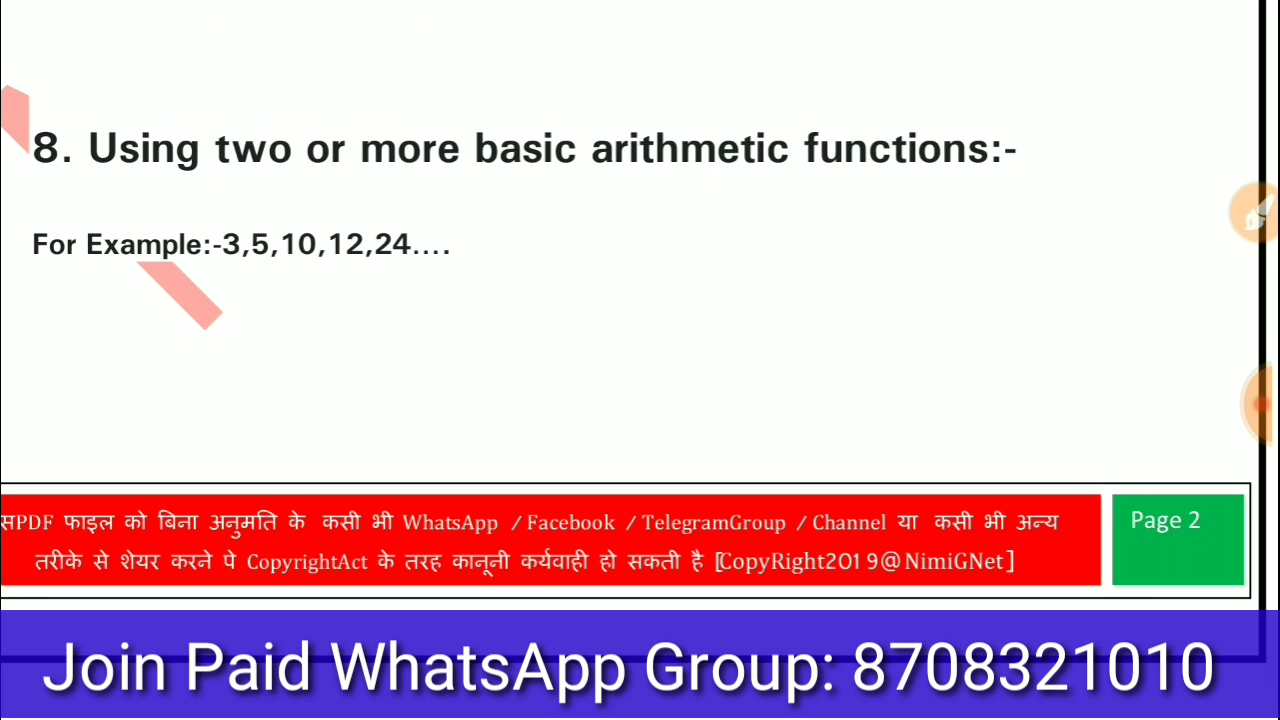 8. Using two or more basic arithmetic functions:-
For Example:-3,5,10,12,24....
सPDF फाइल को बिना अनुमति के कसी भी WhatsApp / Facebook / TelegramGroup / Channel या कसी भी अन्य
तरीके से शेयर करने पे CopyrightAct के तरह कानूनी कर्यवाही हो सकती है [CopyRight2019@NimiGNet]
Page 2
Join Paid WhatsApp Group: 8708321010